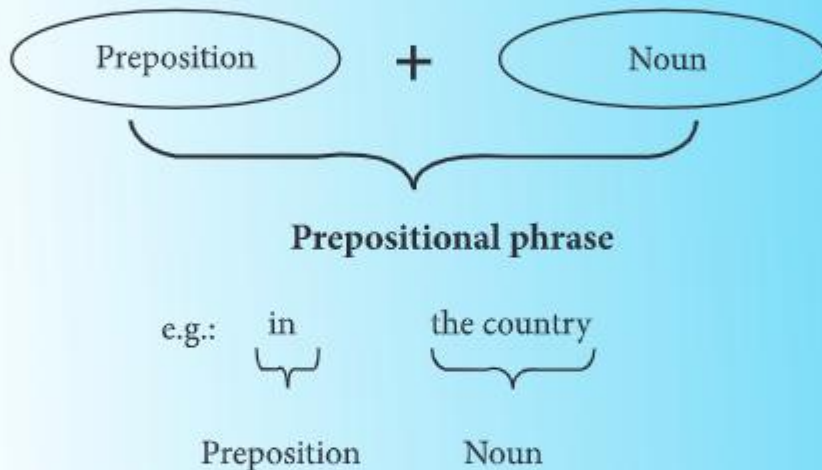 Preposition + Noun
Prepositional phrase
e.g.: in the country
Preposition Noun